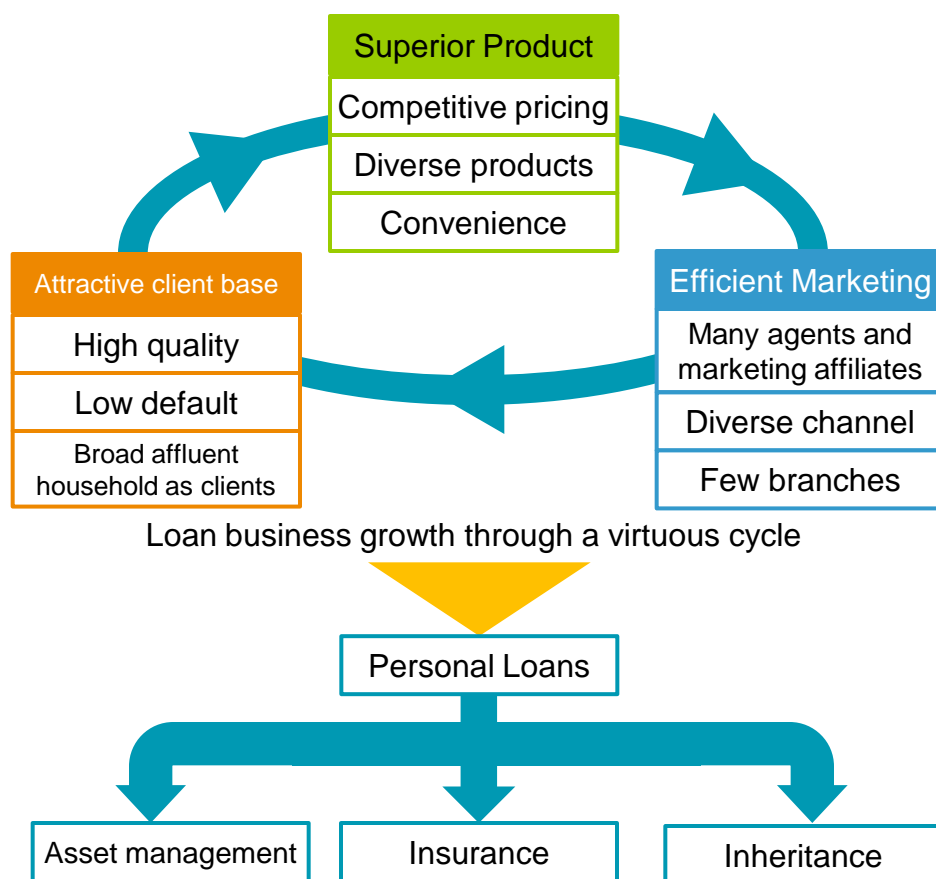 Superior Product
Competitive pricing
Diverse products
Convenience
Attractive client base
High quality
Low default
Broad affluent
household as clients
Efficient Marketing
Many agents and
marketing affiliates
Diverse channel
Few branches
Loan business growth through a virtuous cycle
Personal Loans
Asset management
Insurance
Inheritance